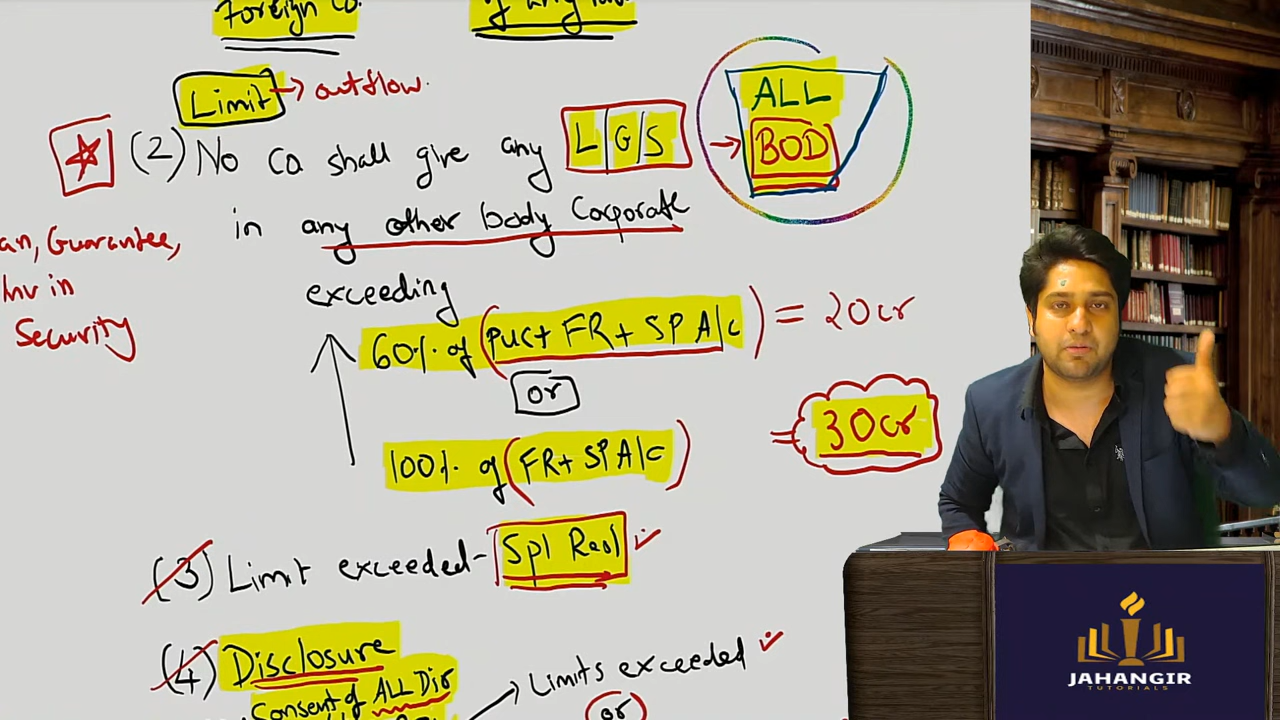 Foreign Co.
of any
Limit → outflow.
ALL
BOD
(2) No Co shall give any L G S
in any other body Corporate
an, Guarantee,
Inv in
Security
exceeding
60% of (PUC+ FR + SP A/c) = 20cr
or
100% of (FR+ SP A/c) = 30cr
(3) Limit exceeded- Spl Resl
(4) Disclosure
Consent of ALL Dir
Limits exceeded
or
JAHANGIR
TUTORIALS